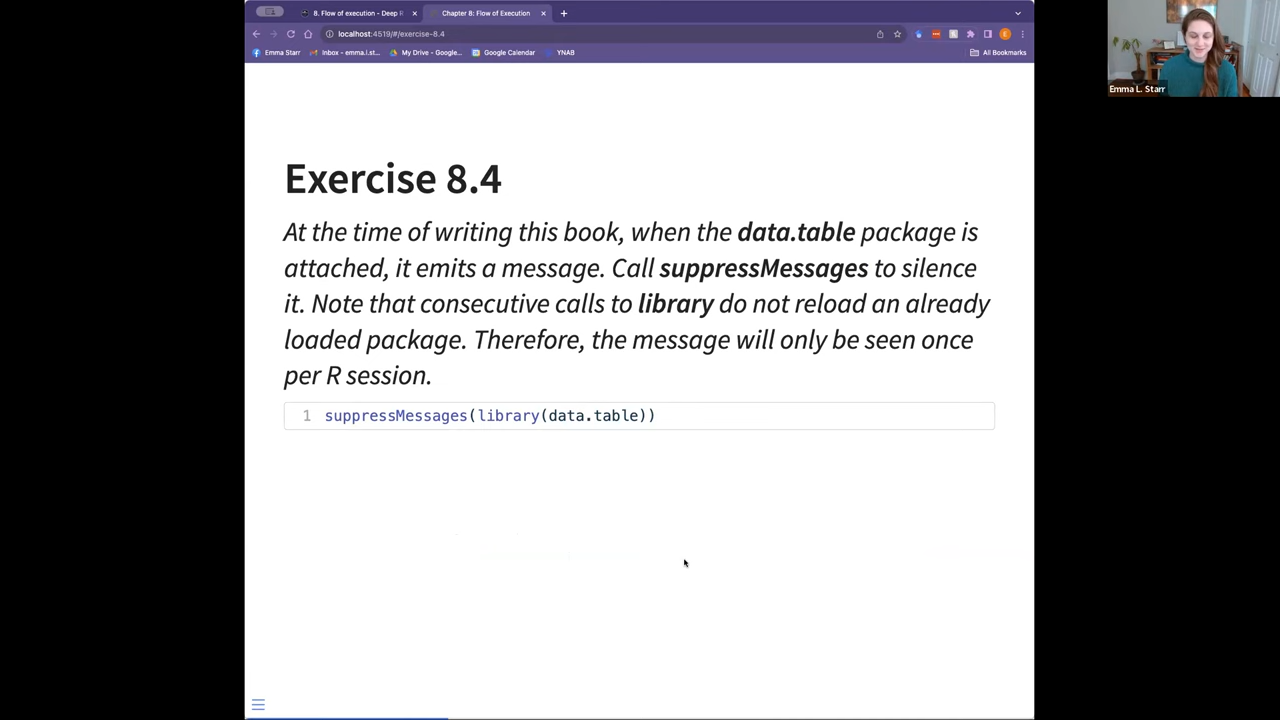 8. Flow of execution - Deep R
Chapter 8: Flow of Execution
localhost:4519/#/exercise-8.4
E
Emma Starr
Inbox - emma.i.st...
My Drive - Google...
Google Calendar
YNAB
All Bookmarks
Emma L. Starr
Exercise 8.4
At the time of writing this book, when the data.table package is
attached, it emits a message. Call suppressMessages to silence
it. Note that consecutive calls to library do not reload an already
loaded package. Therefore, the message will only be seen once
per R session.
1 suppressMessages(library(data.table))